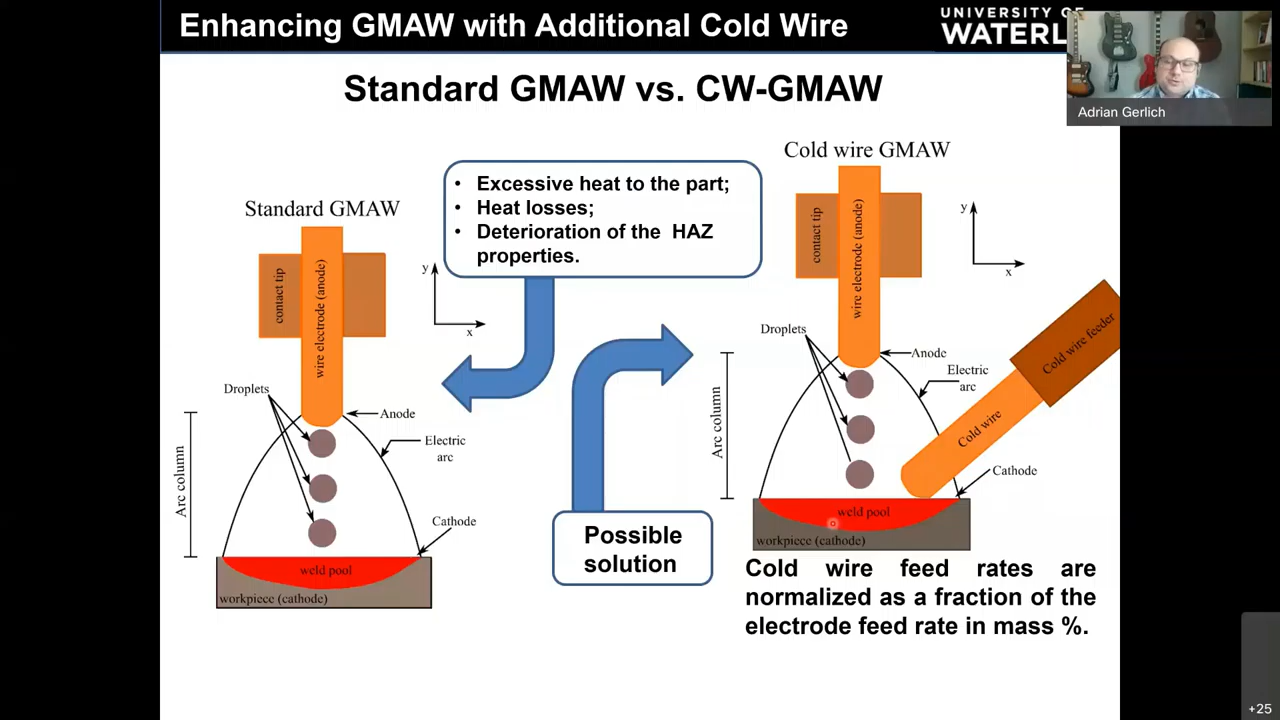 Enhancing GMAW with Additional Cold Wire
UNIVERSITY OF
WATERL
Adrian Gerlich
Standard GMAW vs. CW-GMAW
• Excessive heat to the part;
• Heat losses;
• Deterioration of the HAZ
properties.
Standard GMAW
contact tip
wire electrode (anode)
y
x
Droplets
Anode
Electric
arc
Arc column
Cathode
weld pool
workpiece (cathode)
Possible
solution
Cold wire GMAW
contact tip
wire electrode (anode)
y
x
Droplets
Anode
Electric
arc
Cold wire feeder
Cold wire
Arc column
Cathode
weld pool
workpiece (cathode)
Cold wire feed rates are
normalized as a fraction of the
electrode feed rate in mass %.
+25